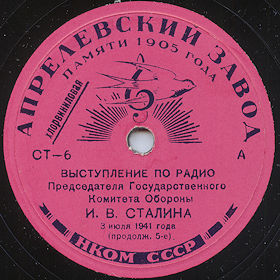 АПРЕЛЕВСКИЙ ЗАВОД
ПАМЯТИ 1905 ГОДА
хлорвиниловая
СТ–6
А
ВЫСТУПЛЕНИЕ ПО РАДИО
Председателя Государственного
Комитета Обороны
И. В. СТАЛИНА
3 июля 1941 года
(продолж. 5-е)
НКОМ СССР